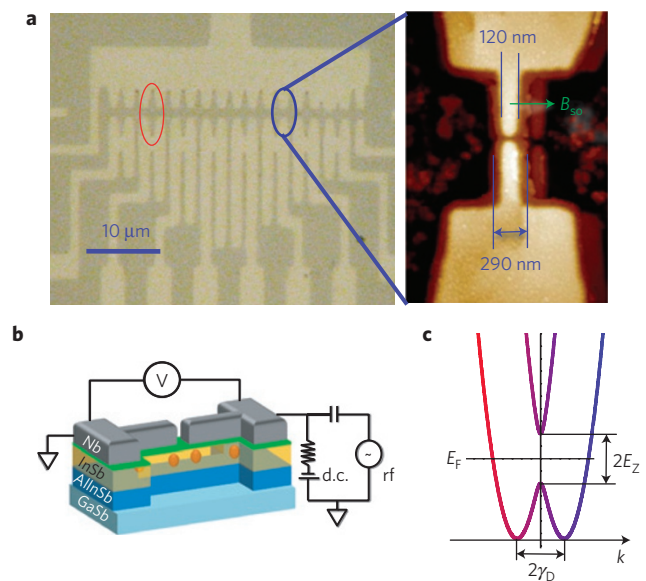 a
120 nm
B_so
10 μm
290 nm
b
c
V
Nb
InSb
AlInSb
GaSb
d.c.
~
rf
E_F
2E_Z
k
2γ_D